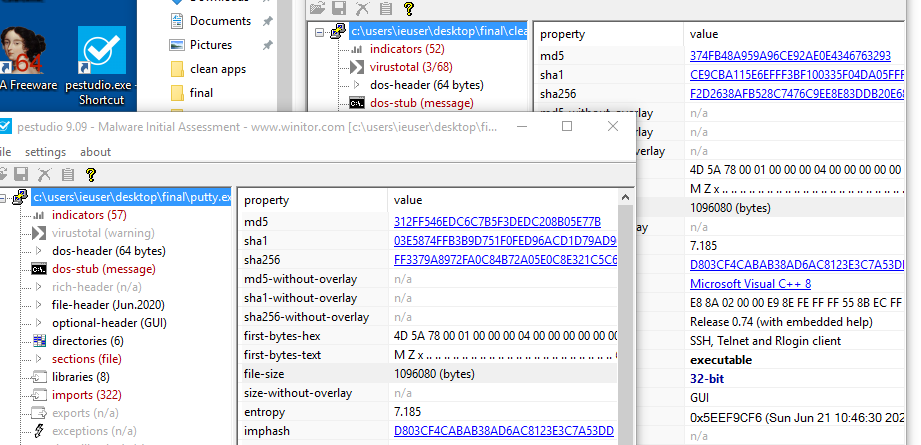 A Freeware
pestudio.exe -
Shortcut
Documents
Pictures
clean apps
final
c:\users\ieuser\desktop\final\clea
indicators (52)
virustotal (3/68)
dos-header (64 bytes)
dos-stub (message)
property value
md5 374FB48A959A96CE92AE0E4346763293
sha1 CE9CBA115E6EFFF3BF100335F04DA05FFF
sha256 F2D2638AFB528C7476C9EE8E83DDB20E68
md5-without-overlay n/a
lay n/a
verlay n/a
4D 5A 78 00 01 00 00 00 04 00 00 00 00 00
M Z x .. .. .. .. .. .. .. .. .. .. .. .. .. .. ..
1096080 (bytes)
ay n/a
7.185
D803CF4CABAB38AD6AC8123E3C7A53DD
Microsoft Visual C++ 8
E8 8A 02 00 00 E9 8E FE FF FF 55 8B EC FF
Release 0.74 (with embedded help)
SSH, Telnet and Rlogin client
executable
32-bit
GUI
0x5EEF9CF6 (Sun Jun 21 10:46:30 202
n/a
pestudio 9.09 - Malware Initial Assessment - www.winitor.com [c:\users\ieuser\desktop\fi...
ile settings about
c:\users\ieuser\desktop\final\putty.ex
indicators (57)
virustotal (warning)
dos-header (64 bytes)
dos-stub (message)
rich-header (n/a)
file-header (Jun.2020)
optional-header (GUI)
directories (6)
sections (file)
libraries (8)
imports (322)
exports (n/a)
exceptions (n/a)
property value
md5 312FF546EDC6C7B5F3DEDC208B05E77B
sha1 03E5874FFB3B9D751F0FED96ACD1D79AD9
sha256 FF3379A8972FA0C84B72A05E0C8E321C5C6
md5-without-overlay n/a
sha1-without-overlay n/a
sha256-without-overlay n/a
first-bytes-hex 4D 5A 78 00 01 00 00 00 04 00 00 00 00 00
first-bytes-text M Z x .. .. .. .. .. .. .. .. .. .. .. .. .. ..
file-size 1096080 (bytes)
size-without-overlay n/a
entropy 7.185
imphash D803CF4CABAB38AD6AC8123E3C7A53DD